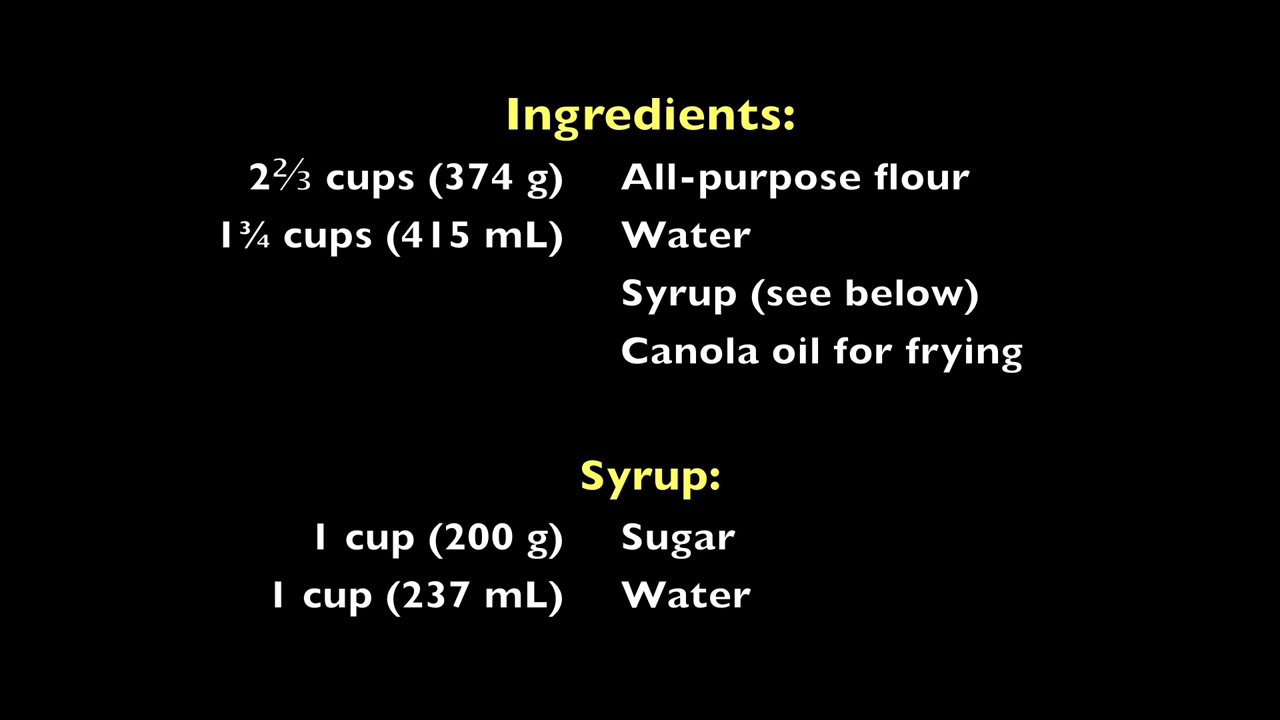 Ingredients:
2⅔ cups (374 g) All-purpose flour
1¾ cups (415 mL) Water
Syrup (see below)
Canola oil for frying
Syrup:
1 cup (200 g) Sugar
1 cup (237 mL) Water